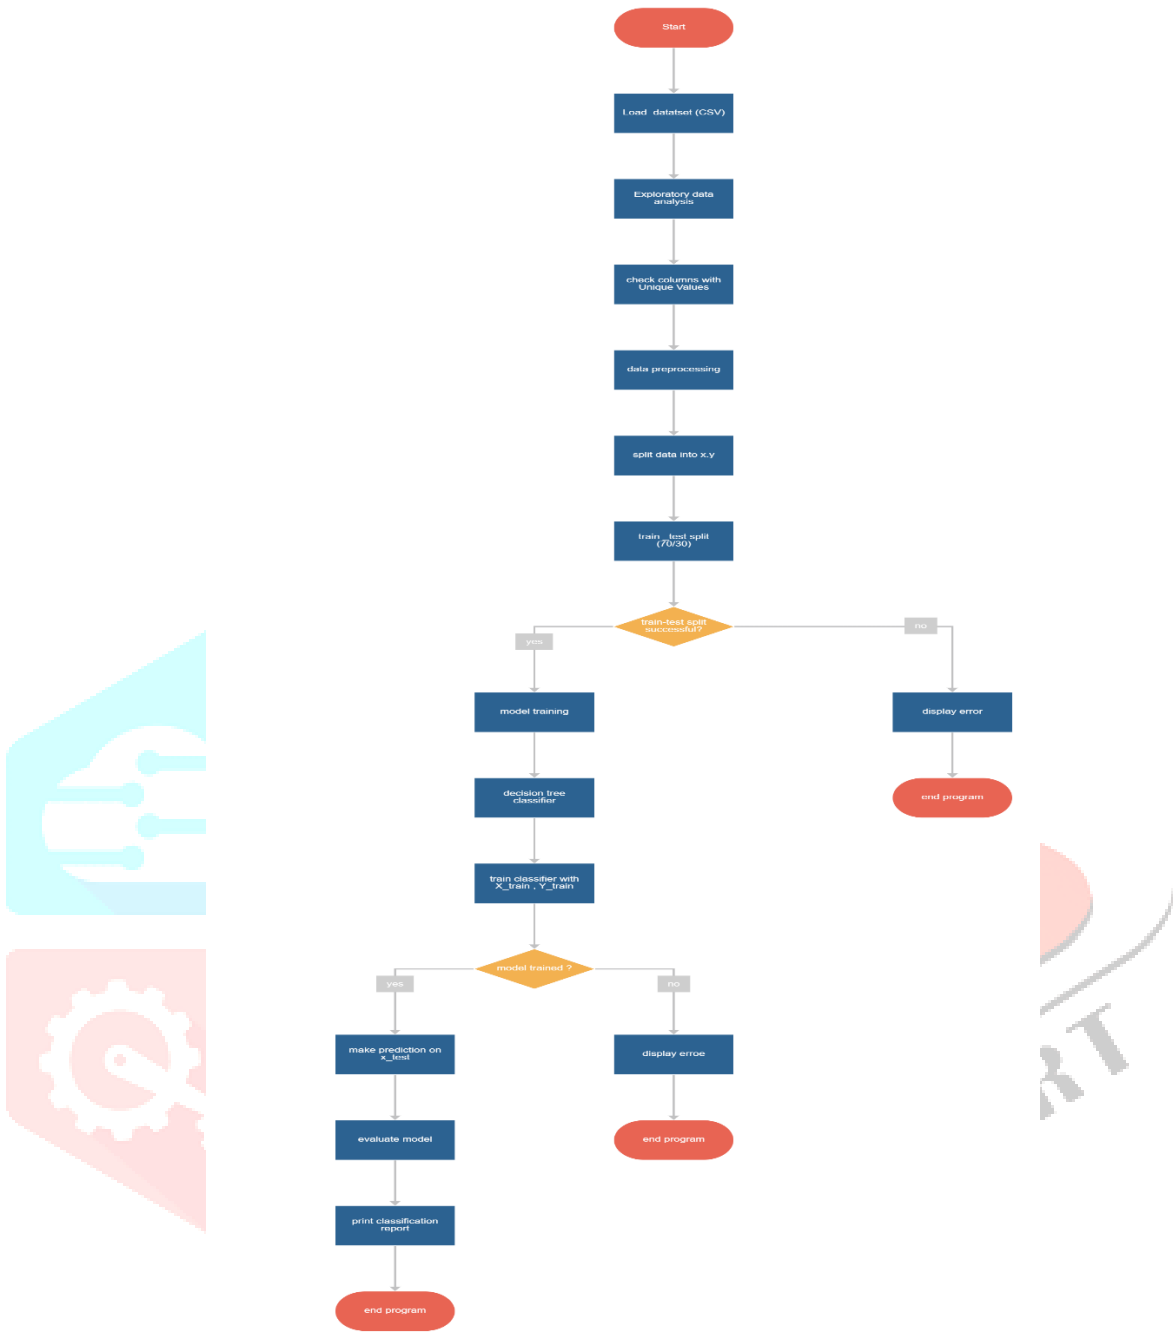 Start
Load datatset (CSV)
Exploratory data
analysis
check columns with
Unique Values
data preprocessing
split data into x.y
train _test split
(70/30)
train-test split
successful?
yes
no
model training
display error
decision tree
classifier
end program
train classifier with
X_train , Y_train
model trained ?
yes
no
make prediction on
x_test
display erroe
evaluate model
end program
print classification
report
end program